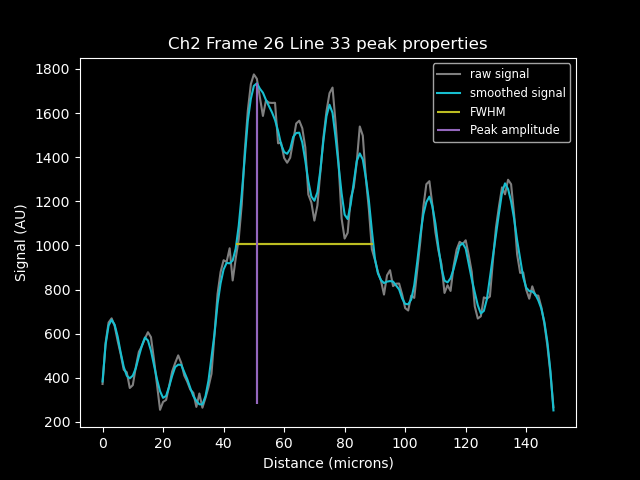 Ch2 Frame 26 Line 33 peak properties
raw signal
smoothed signal
FWHM
Peak amplitude
Signal (AU)
1800
1600
1400
1200
1000
800
600
400
200
0 20 40 60 80 100 120 140
Distance (microns)